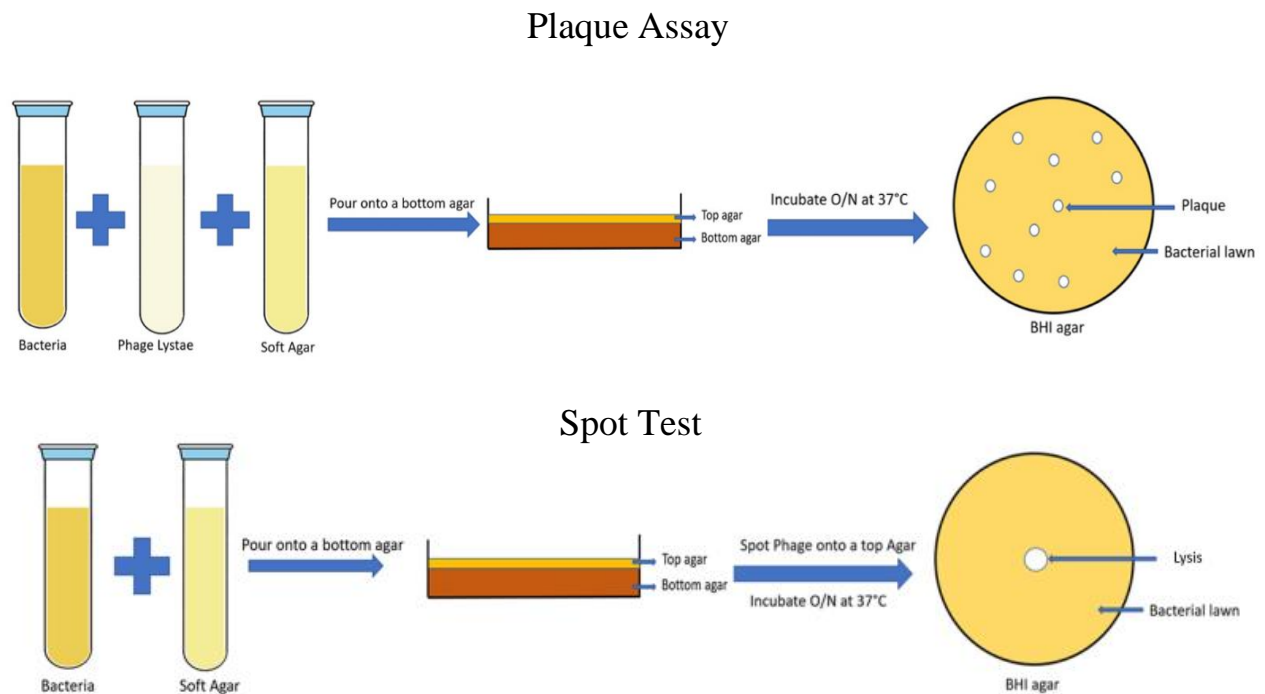 Plaque Assay
Pour onto a bottom agar
Incubate O/N at 37°C
Top agar
Bottom agar
Plaque
Bacterial lawn
Bacteria
Phage Lystae
Soft Agar
BHI agar
Spot Test
Pour onto a bottom agar
Spot Phage onto a top Agar
Incubate O/N at 37°C
Top agar
Bottom agar
Lysis
Bacterial lawn
Bacteria
Soft Agar
BHI agar